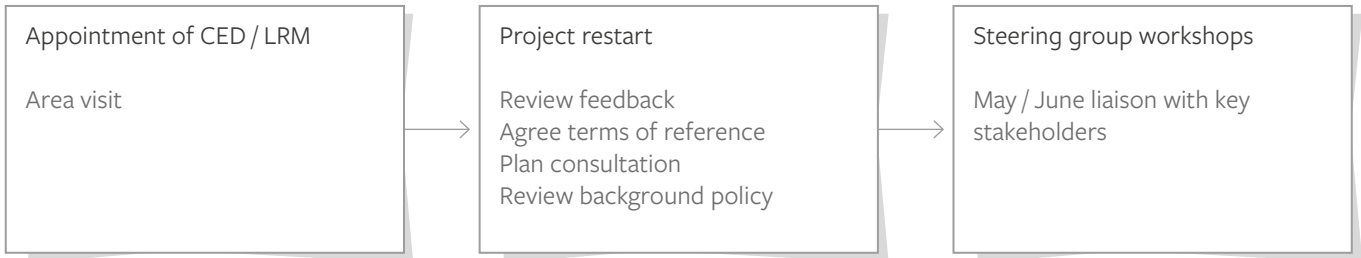 Appointment of CED / LRM
Area visit
Project restart
Review feedback
Agree terms of reference
Plan consultation
Review background policy
Steering group workshops
May / June liaison with key
stakeholders